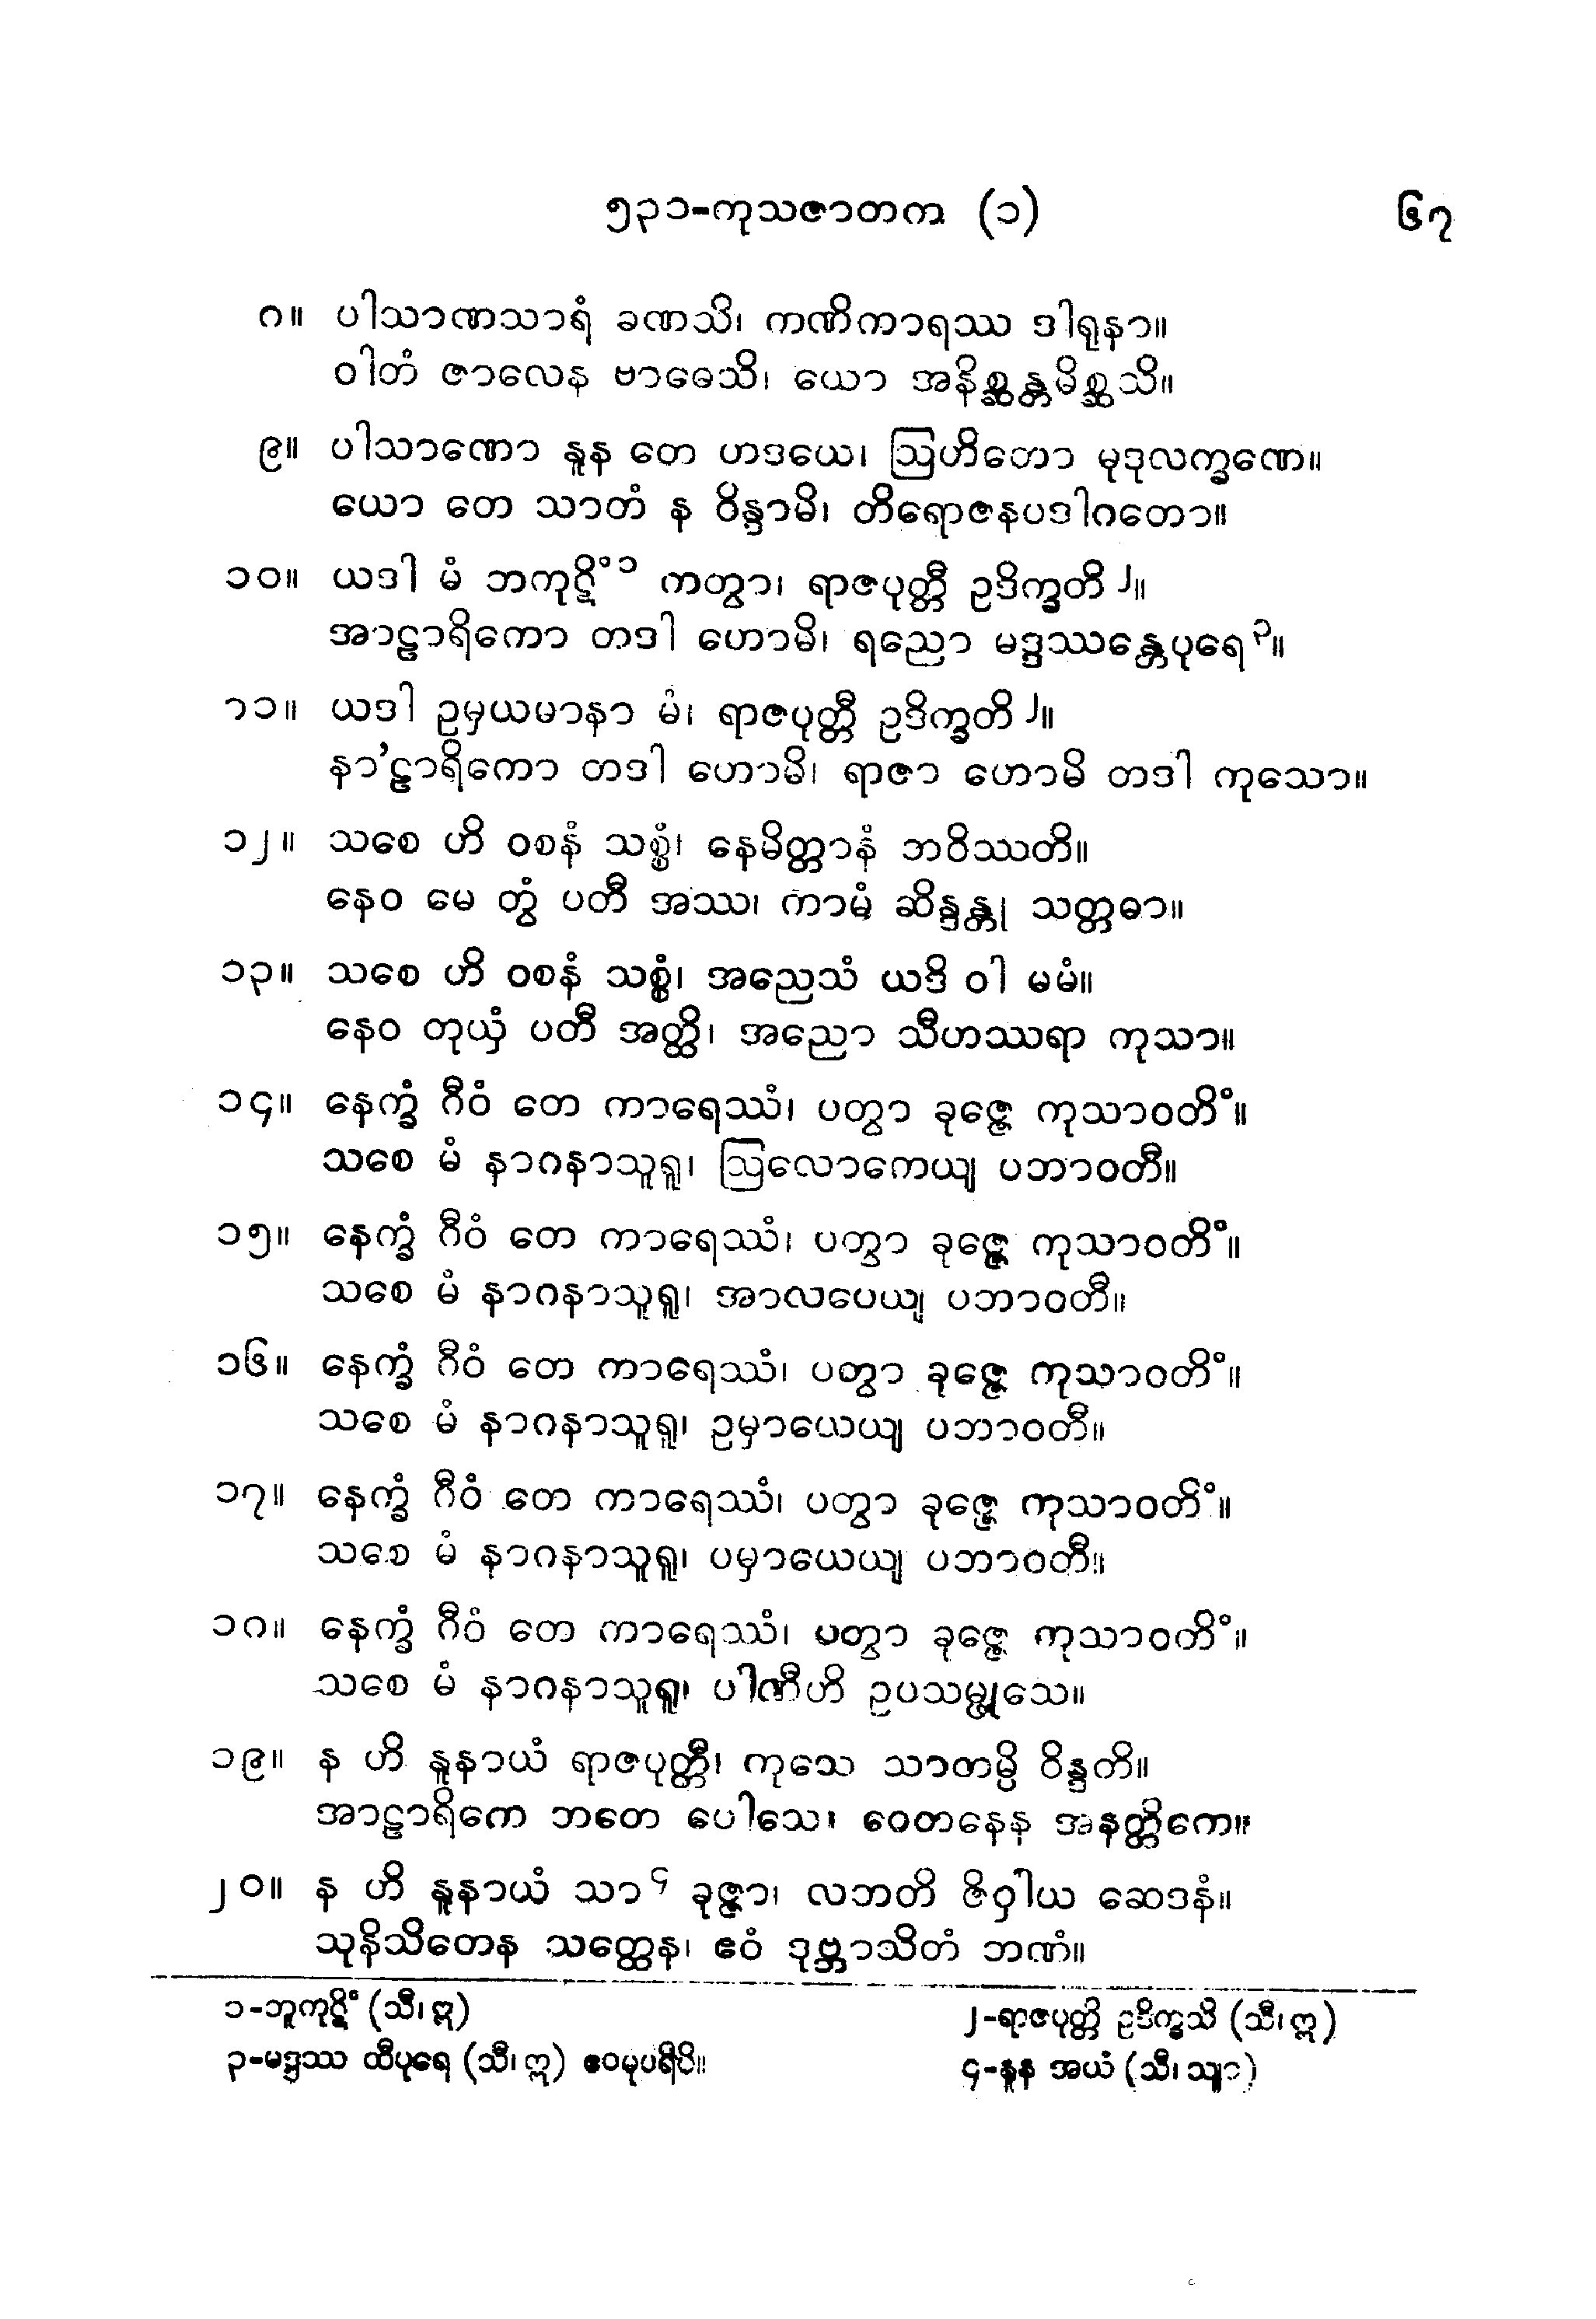 ၅၃၁-ကုသဇာတက (၁) ၆၇
၈။ ပါသာဏသာရံ ခဏသိ၊ ကဏိကာရဿ ဒါရုနာ။
ဝါတံ ဇာလေန ဗာဓေသိ၊ ယော အနိစ္ဆန္တမိစ္ဆသိ။
၉။ ပါသာဏော နူန တေ ဟဒယေ၊ ဩဟိတော မုဒုလက္ခဏေ။
ယော တေ သာတံ န ဝိန္ဒာမိ၊ တိရောဇနပဒါဂတော။
၁၀။ ယဒါ မံ ဘကုဋိံ ၁ ကတွာ၊ ရာဇပုတ္တီ ဥဒိက္ခတိ ၂။
အာဠာရိကော တဒါ ဟောမိ၊ ရညော မဒ္ဒဿန္တေပုရေ ၃။
၁၁။ ယဒါ ဥမှယမာနာ မံ၊ ရာဇပုတ္တီ ဥဒိက္ခတိ ၂။
နာ’ဠာရိကော တဒါ ဟောမိ၊ ရာဇာ ဟောမိ တဒါ ကုသော။
၁၂။ သစေ ဟိ ဝစနံ သစ္စံ၊ နေမိတ္တာနံ ဘဝိဿတိ။
နေဝ မေ တွံ ပတီ အဿ၊ ကာမံ ဆိန္ဒန္တု သတ္တဓာ။
၁၃။ သစေ ဟိ ဝစနံ သစ္စံ၊ အညေသံ ယဒိ ဝါ မမံ။
နေဝ တုယှံ ပတီ အတ္ထိ၊ အညော သီဟဿရာ ကုသာ။
၁၄။ နေက္ခံ ဂီဝံ တေ ကာရေဿံ၊ ပတွာ ခုဇ္ဇေ ကုသာဝတိံ။
သစေ မံ နာဂနာသူရူ၊ ဩလောကေယျ ပဘာဝတီ။
၁၅။ နေက္ခံ ဂီဝံ တေ ကာရေဿံ၊ ပတွာ ခုဇ္ဇေ ကုသာဝတိံ။
သစေ မံ နာဂနာသူရူ၊ အာလပေယျ ပဘာဝတီ။
၁၆။ နေက္ခံ ဂီဝံ တေ ကာရေဿံ၊ ပတွာ ခုဇ္ဇေ ကုသာဝတိံ။
သစေ မံ နာဂနာသူရူ၊ ဥမှာယေယျ ပဘာဝတီ။
၁၇။ နေက္ခံ ဂီဝံ တေ ကာရေဿံ၊ ပတွာ ခုဇ္ဇေ ကုသာဝတိံ။
သစေ မံ နာဂနာသူရူ၊ ပမှာယေယျ ပဘာဝတီ။
၁၈။ နေက္ခံ ဂီဝံ တေ ကာရေဿံ၊ ပတွာ ခုဇ္ဇေ ကုသာဝတိံ။
သစေ မံ နာဂနာသူရူ၊ ပါဏီဟိ ဥပသမ္ဖုသေ။
၁၉။ န ဟိ နူနာယံ ရာဇပုတ္တီ၊ ကုသေ သာတမ္ပိ ဝိန္ဒတိ။
အာဠာရိကေ ဘတေ ပေါသေ၊ ဝေတနေန အနတ္ထိကေ။
၂၀။ န ဟိ နူနာယံ သာ ၄ ခုဇ္ဇာ၊ လဘတိ ဇိဝှါယ ဆေဒနံ။
သုနိသိတေန သတ္ထေန၊ ဧဝံ ဒုဗ္ဘာသိတံ ဘဏံ။
၁-ဘူကုဋိံ (သီ၊ ဣ) ၂-ရာဇပုတ္တိ ဥဒိက္ခသိ (သီ၊ ဣ)
၃-မဒ္ဒဿ ထီပုရေ (သီ၊ ဣ) ဧဝမုပရိပိ။ ၄-နူန အယံ (သီ၊ သျာ)